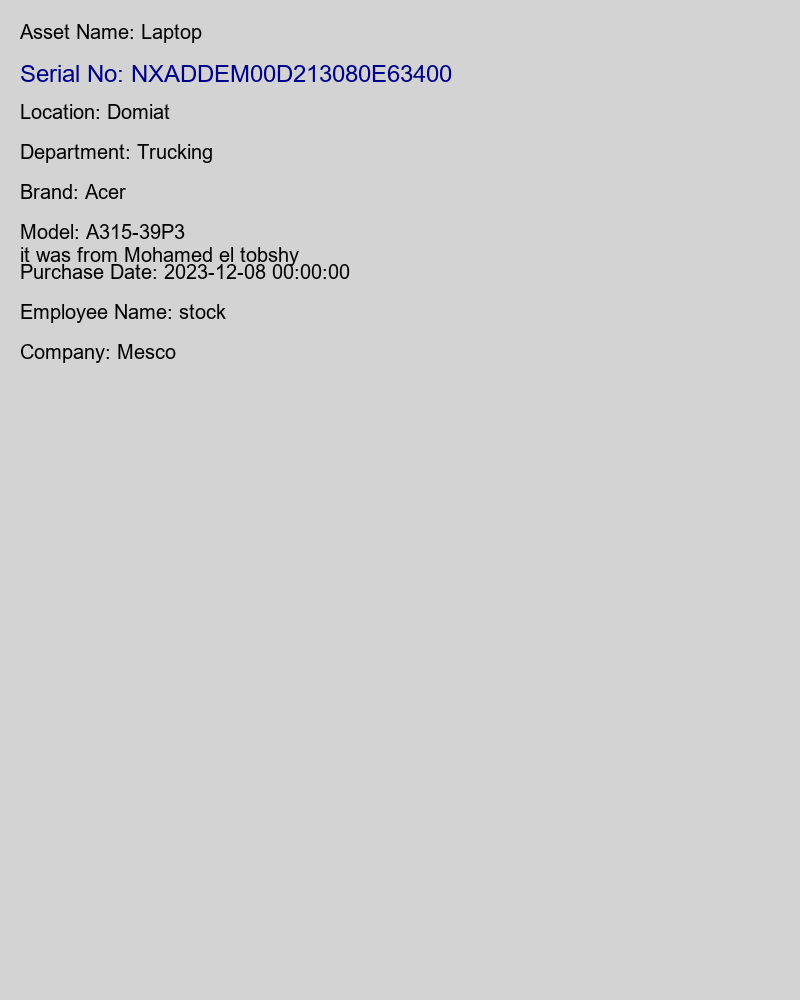 Asset Name: Laptop
Serial No: NXADDEM00D213080E63400
Location: Domiat
Department: Trucking
Brand: Acer
Model: A315-39P3
it was from Mohamed el tobshy
Purchase Date: 2023-12-08 00:00:00
Employee Name: stock
Company: Mesco